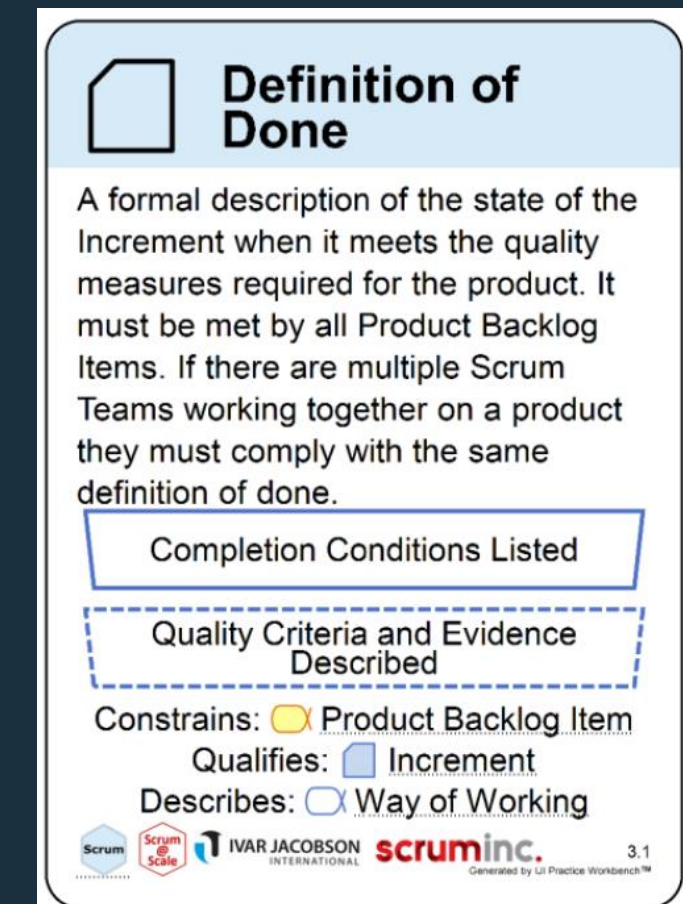 Definition of
Done
A formal description of the state of the
Increment when it meets the quality
measures required for the product. It
must be met by all Product Backlog
Items. If there are multiple Scrum
Teams working together on a product
they must comply with the same
definition of done.
Completion Conditions Listed
Quality Criteria and Evidence
Described
Constrains: Product Backlog Item
Qualifies: Increment
Describes: Way of Working
Scrum
Scrum
@
Scale
IVAR JACOBSON
INTERNATIONAL
scruminc.
3.1
Generated by IJI Practice Workbench™